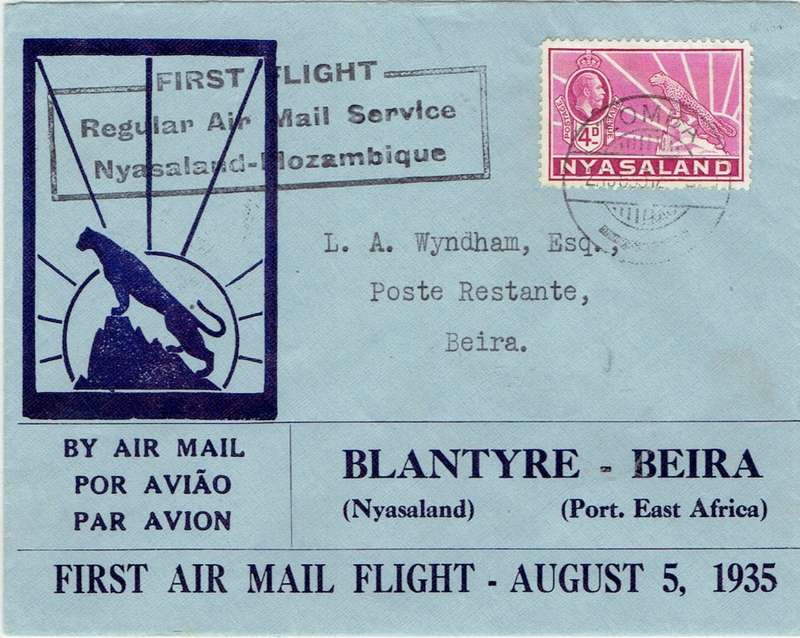 FIRST FLIGHT
Regular Air Mail Service
Nyasaland-Mozambique
4D
NYASALAND
OMBA
L. A. Wyndham, Esq.,
Poste Restante,
Beira.
BY AIR MAIL
POR AVIÃO
PAR AVION
BLANTYRE - BEIRA
(Nyasaland) (Port. East Africa)
FIRST AIR MAIL FLIGHT - AUGUST 5, 1935